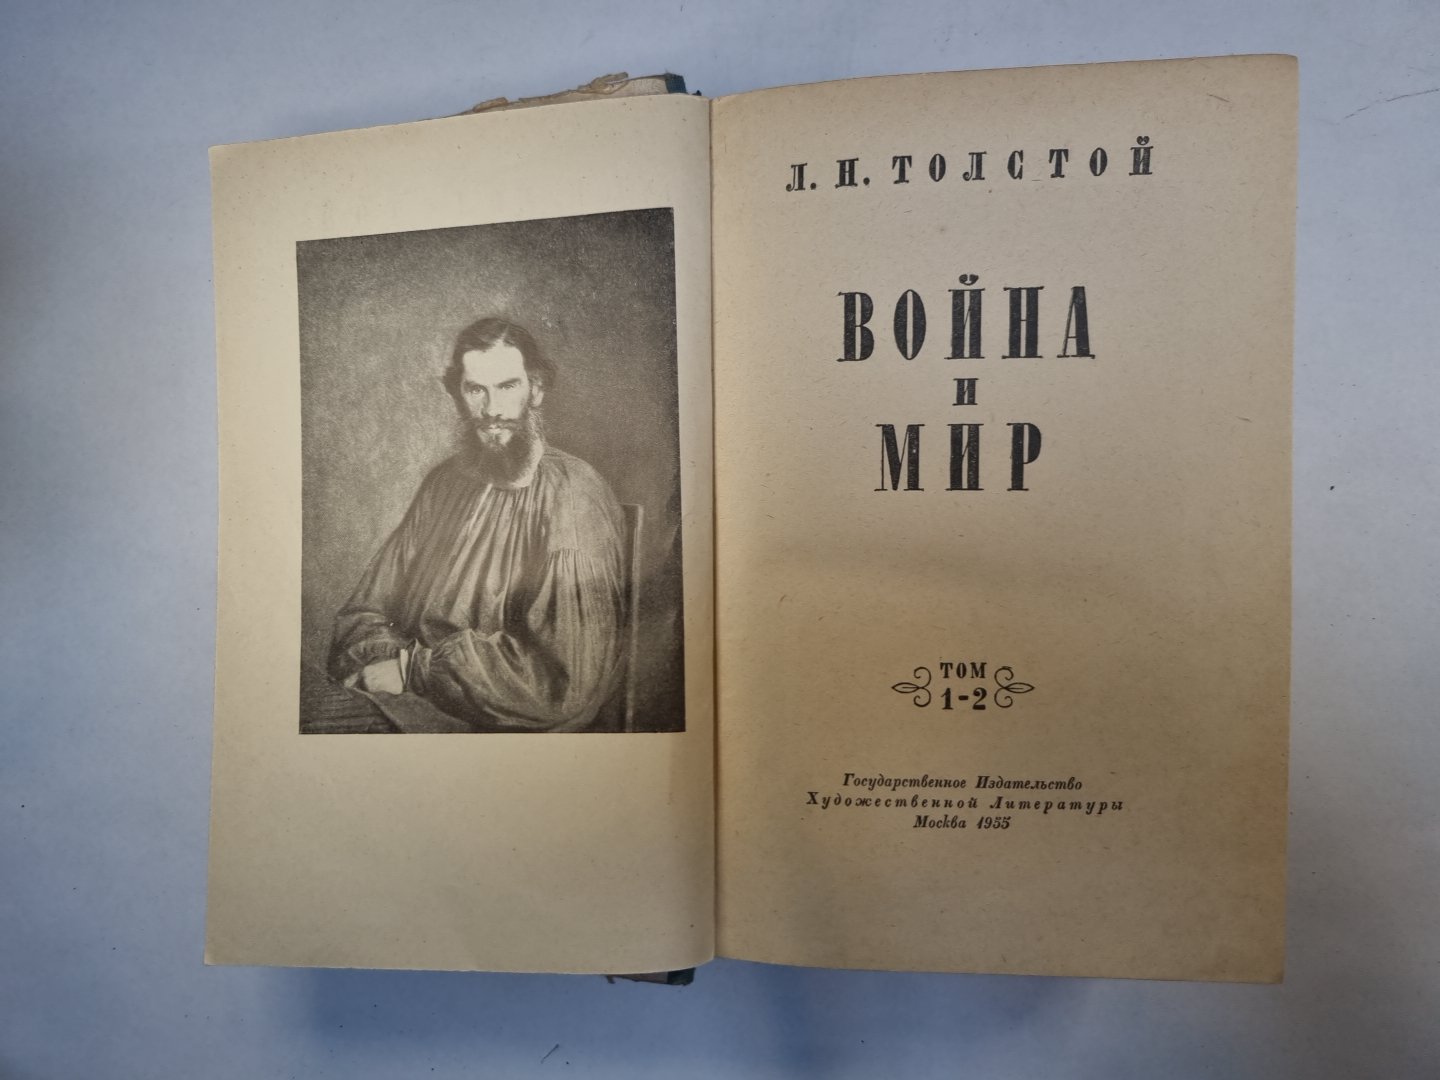 Л. Н. ТОЛСТОЙ
ВОЙНА
И
МИР
ТОМ
1-2
Государственное Издательство
Художественной Литературы
Москва 1955